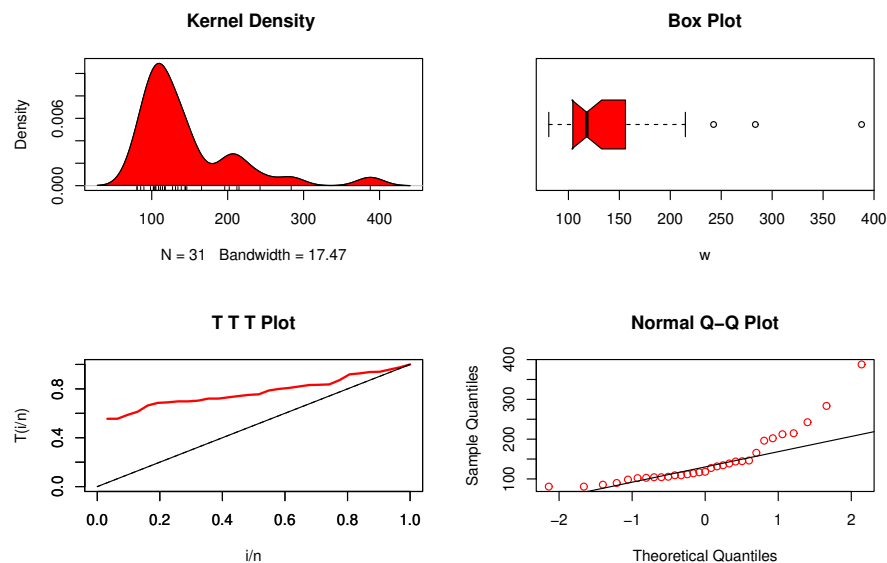 Kernel Density
Density
0.000
0.006
100 200 300 400
N = 31 Bandwidth = 17.47
Box Plot
100 150 200 250 300 350 400
w
T T T Plot
T(i/n)
0.0
0.4
0.8
0.0 0.2 0.4 0.6 0.8 1.0
i/n
Normal Q−Q Plot
Sample Quantiles
100
200
300
400
−2 −1 0 1 2
Theoretical Quantiles